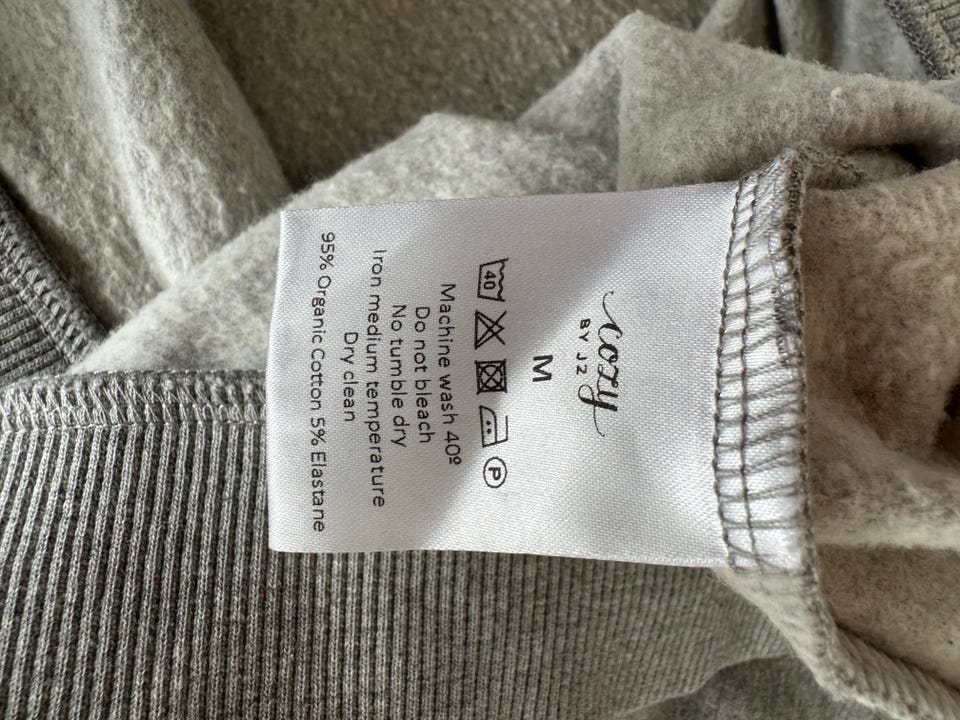 cozy
BY J2
M
40 P
Machine wash 40º
Do not bleach
No tumble dry
Iron medium temperature
Dry clean
95% Organic Cotton 5% Elastane